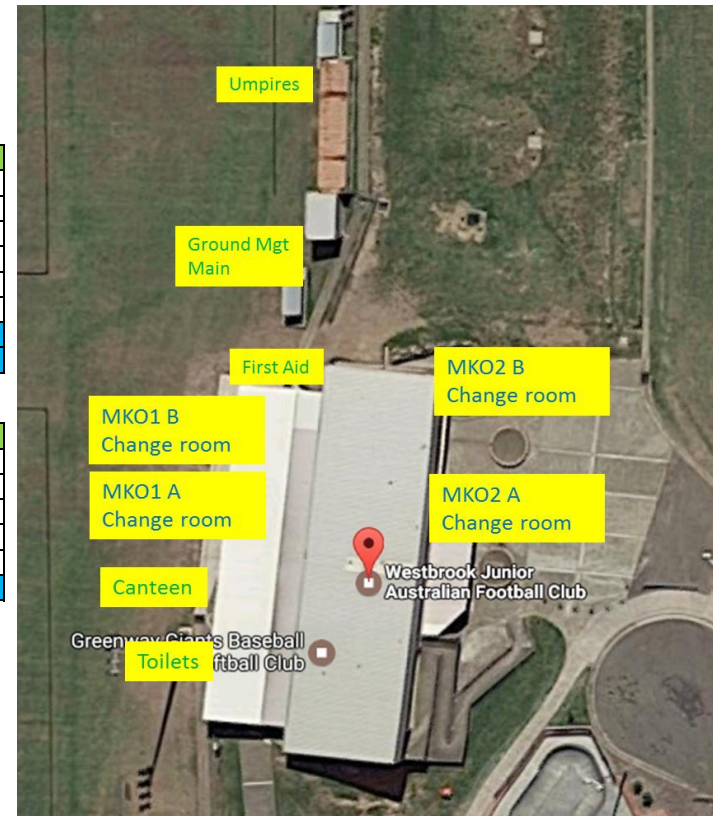 Umpires
Ground Mgt
Main
First Aid
MKO2 B
Change room
MKO1 B
Change room
MKO1 A
Change room
MKO2 A
Change room
Canteen
Westbrook Junior
Australian Football Club
Greenway Giants Baseball
Toilets
ftball Club